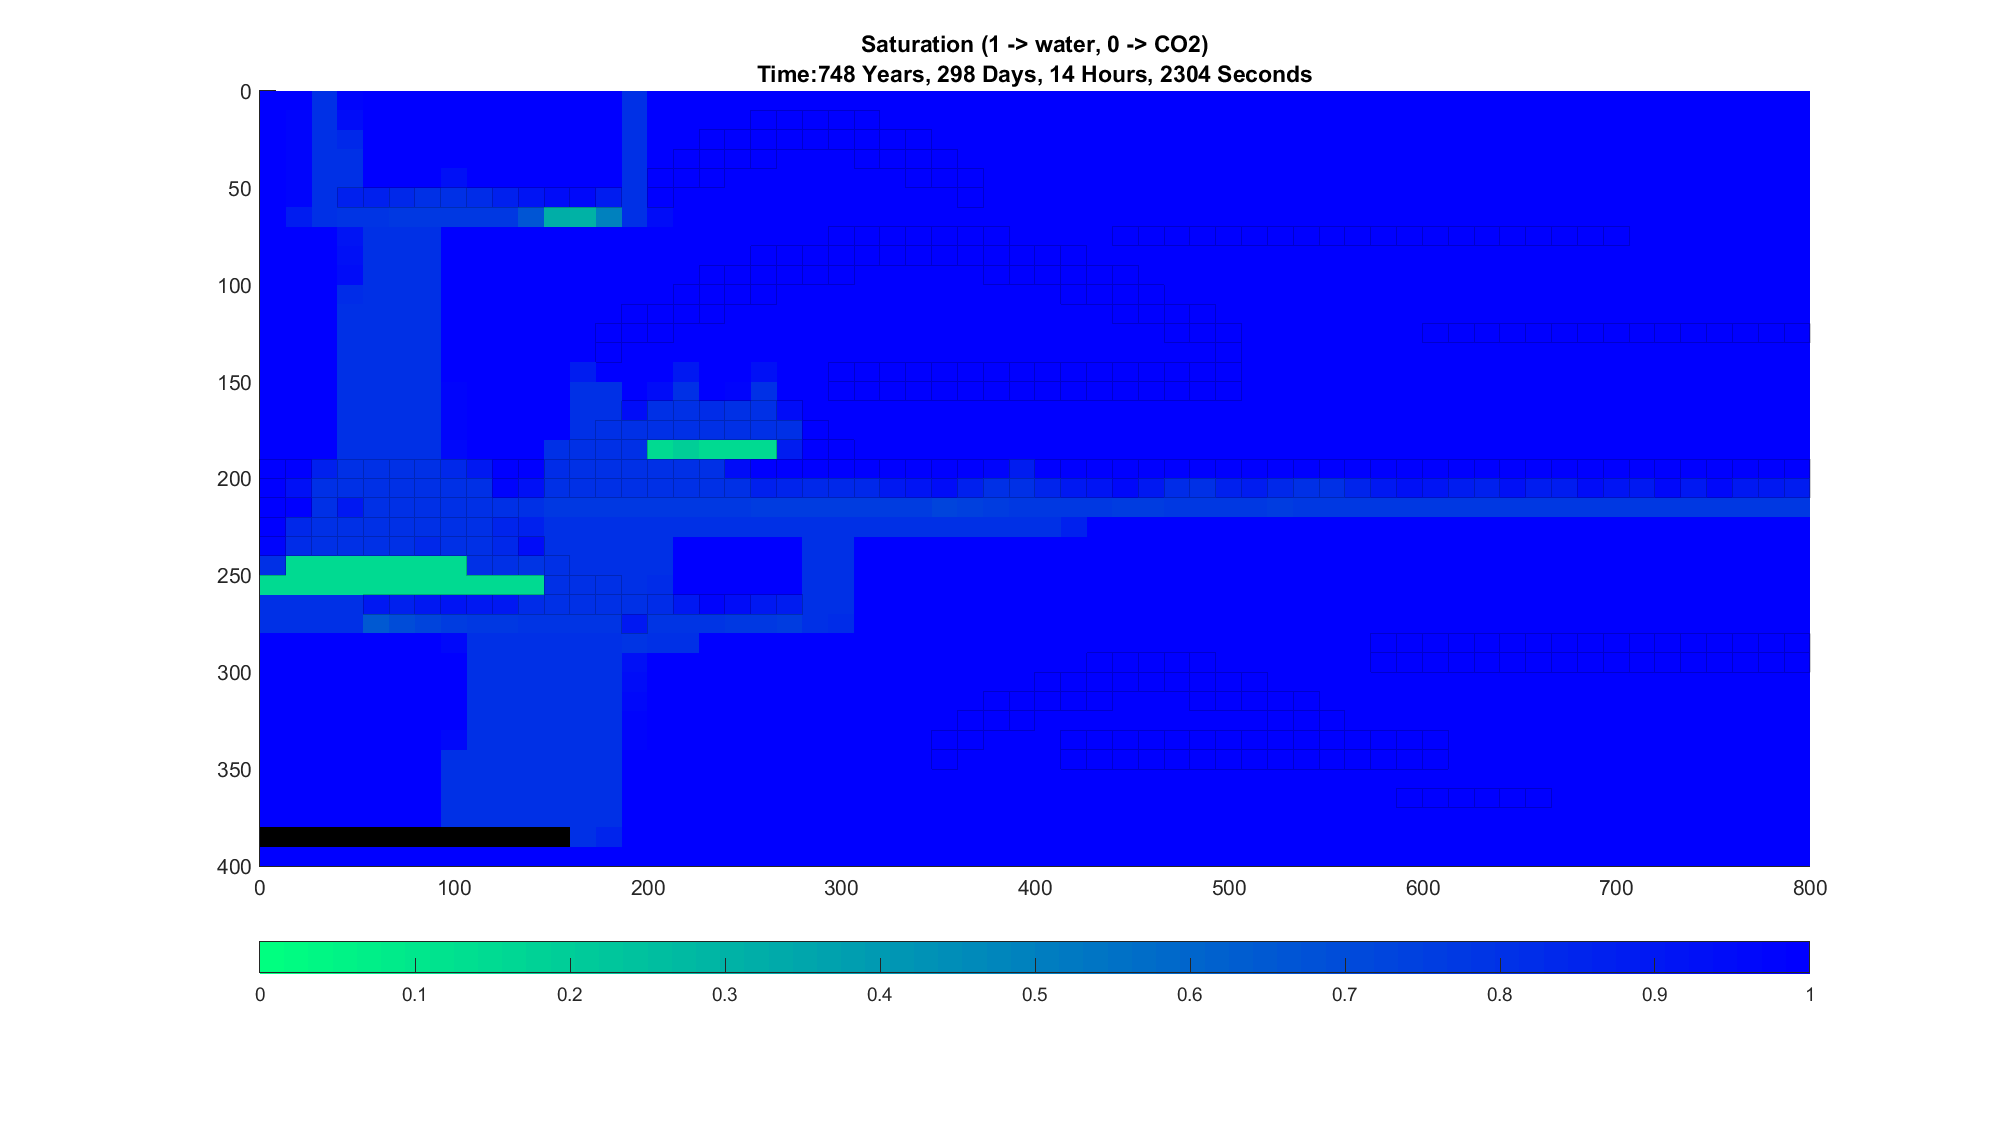 Saturation (1 -> water, 0 -> CO2)
Time:748 Years, 298 Days, 14 Hours, 2304 Seconds
0
50
100
150
200
250
300
350
400
0 100 200 300 400 500 600 700 800
0 0.1 0.2 0.3 0.4 0.5 0.6 0.7 0.8 0.9 1